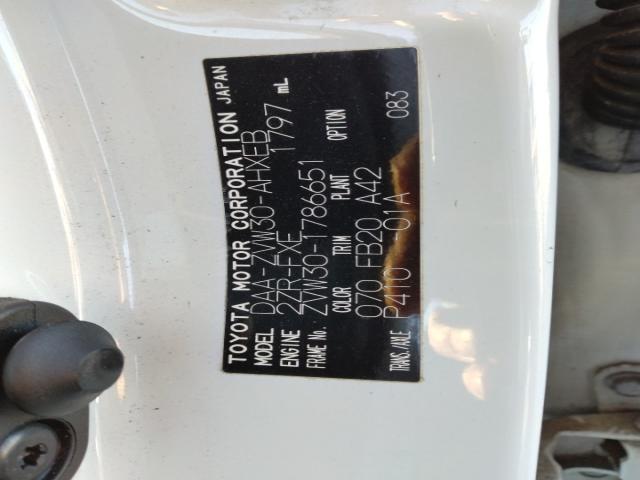 TOYOTA MOTOR CORPORATION JAPAN
MODEL DAA-ZVW30-AHXEB
ENGINE 2ZR-FXE 1797 mL
FRAME No. ZVW30-1786651
COLOR TRIM PLANT OPTION
070 FB20 A42
TRANS./AXLE P410 -01A 083